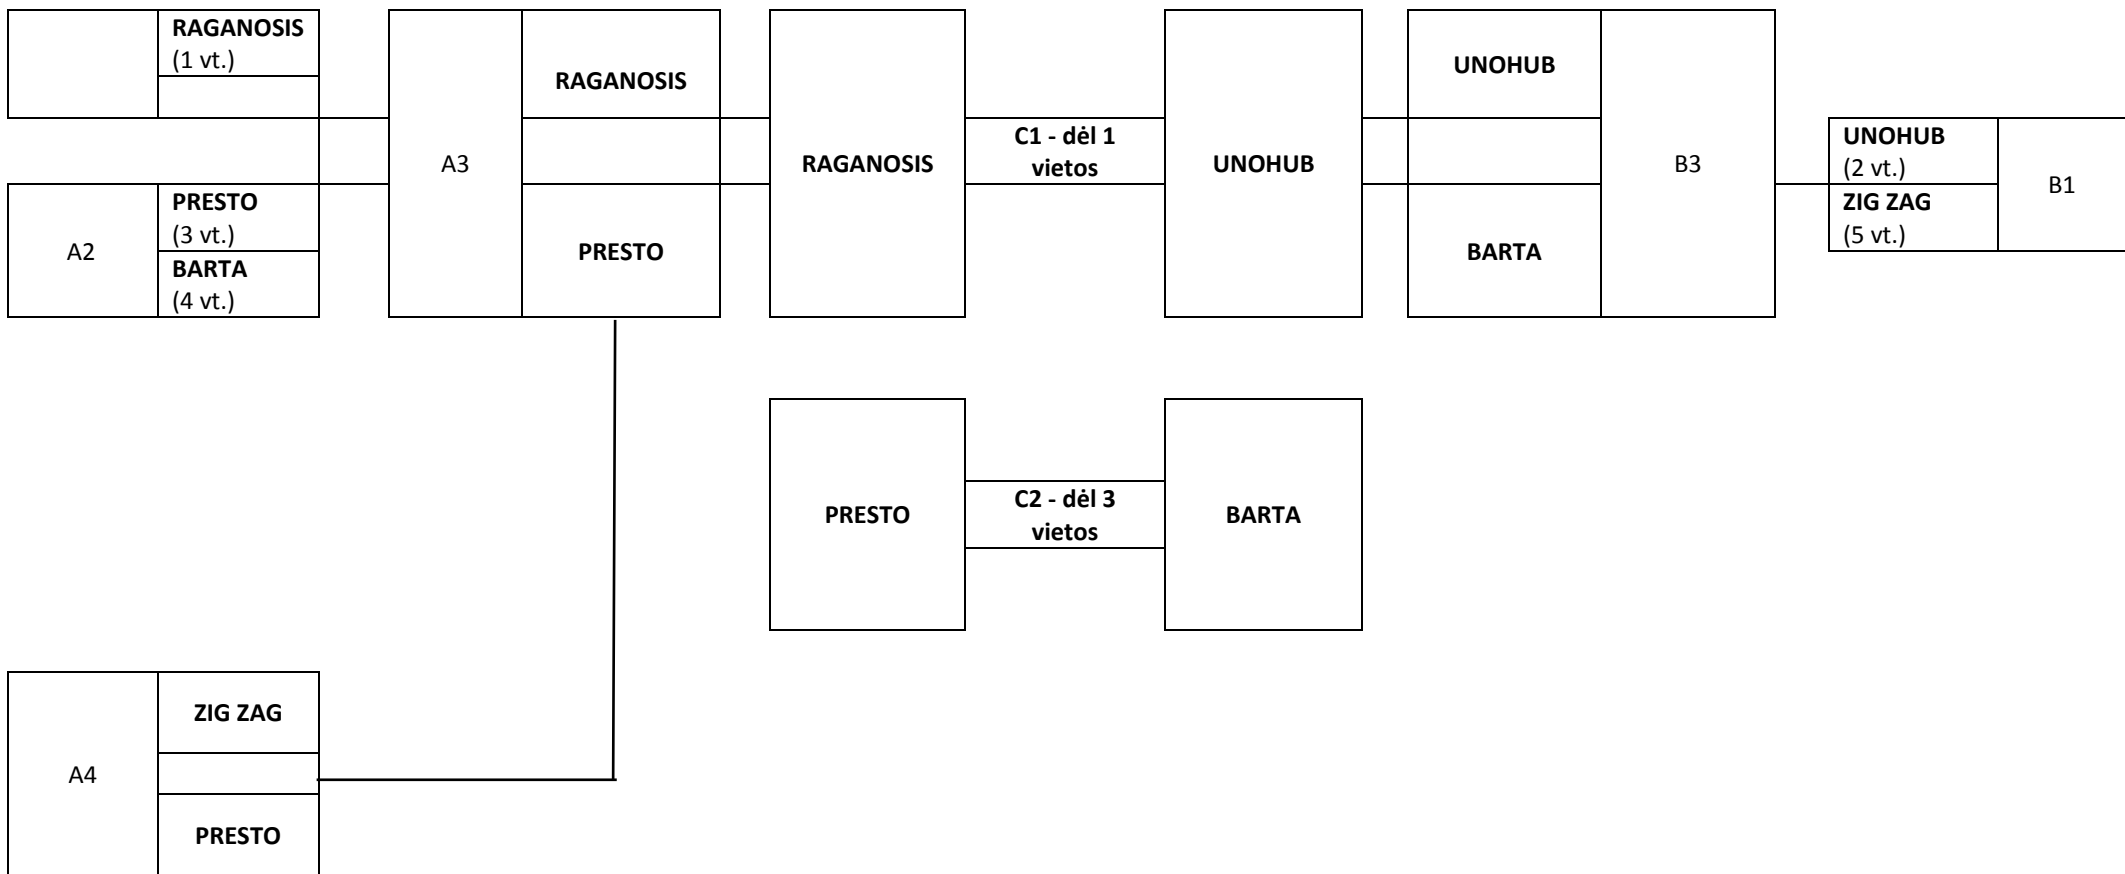 RAGANOSIS
(1 vt.)
A2
PRESTO
(3 vt.)
BARTA
(4 vt.)
A3
RAGANOSIS
PRESTO
RAGANOSIS
C1 - dėl 1
vietos
UNOHUB
UNOHUB
BARTA
B3
UNOHUB
(2 vt.)
ZIG ZAG
(5 vt.)
B1
PRESTO
C2 - dėl 3
vietos
BARTA
A4
ZIG ZAG
PRESTO